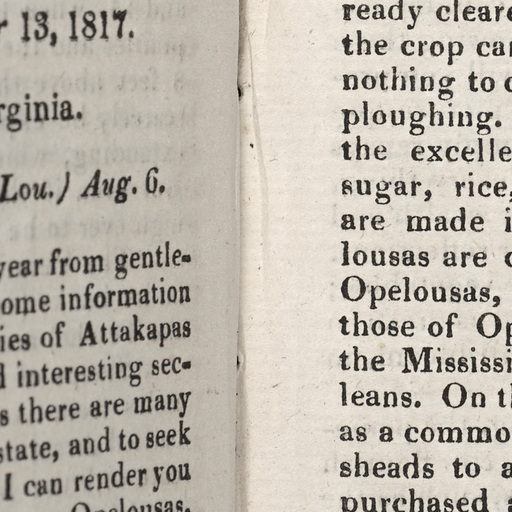 r 13, 1817.
rginia.
Lou.) Aug. 6.
year from gentle-
ome information
ies of Attakapas
d interesting sec-
s there are many
state, and to seek
I can render you
Opelousas.
ready cleare
the crop ca
nothing to
ploughing.
the excelle
sugar, rice,
are made i
lousas are
Opelousas,
those of Op
the Mississi
leans. On t
as a commo
sheads to a
purchased